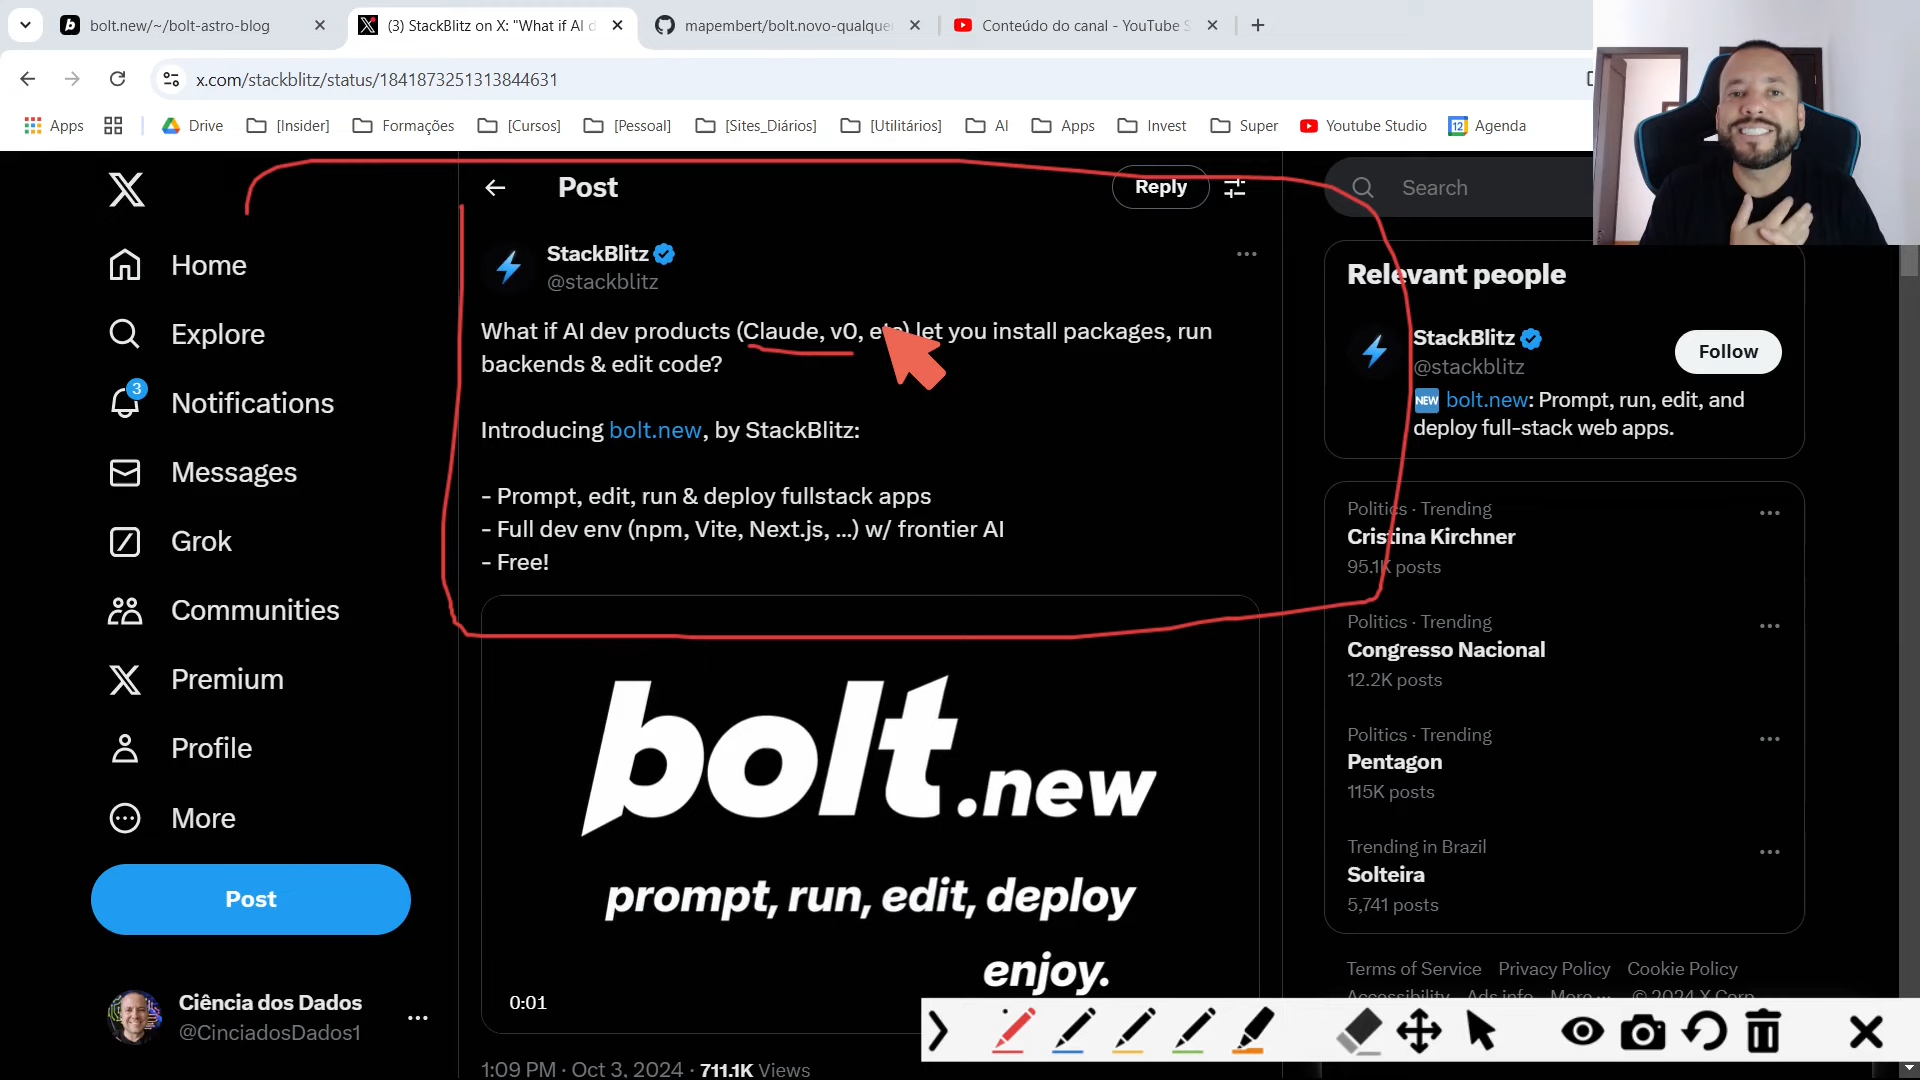 bolt.new/~/bolt-astro-blog
(3) StackBlitz on X: "What if AI d
mapembert/bolt.novo-qualque
Conteúdo do canal - YouTube S
x.com/stackblitz/status/1841873251313844631
Apps
Drive
[Insider]
Formações
[Cursos]
[Pessoal]
[Sites_Diários]
[Utilitários]
AI
Apps
Invest
Super
Youtube Studio
12
Agenda
Home
Explore
3
Notifications
Messages
Grok
Communities
Premium
Profile
More
Post
Ciência dos Dados
@CinciadosDados1
Post
Reply
StackBlitz
@stackblitz
What if AI dev products (Claude, v0, etc) let you install packages, run
backends & edit code?
Introducing bolt.new, by StackBlitz:
- Prompt, edit, run & deploy fullstack apps
- Full dev env (npm, Vite, Next.js, ...) w/ frontier AI
- Free!
bolt.new
prompt, run, edit, deploy
enjoy.
0:01
1:09 PM · Oct 3, 2024 · 711.1K Views
Search
Relevant people
StackBlitz
@stackblitz
Follow
NEW bolt.new: Prompt, run, edit, and
deploy full-stack web apps.
Politics · Trending
Cristina Kirchner
95.1K posts
Politics · Trending
Congresso Nacional
12.2K posts
Politics · Trending
Pentagon
115K posts
Trending in Brazil
Solteira
5,741 posts
Terms of Service Privacy Policy Cookie Policy
Accessibility Ads info More ... © 2024 X Corp.